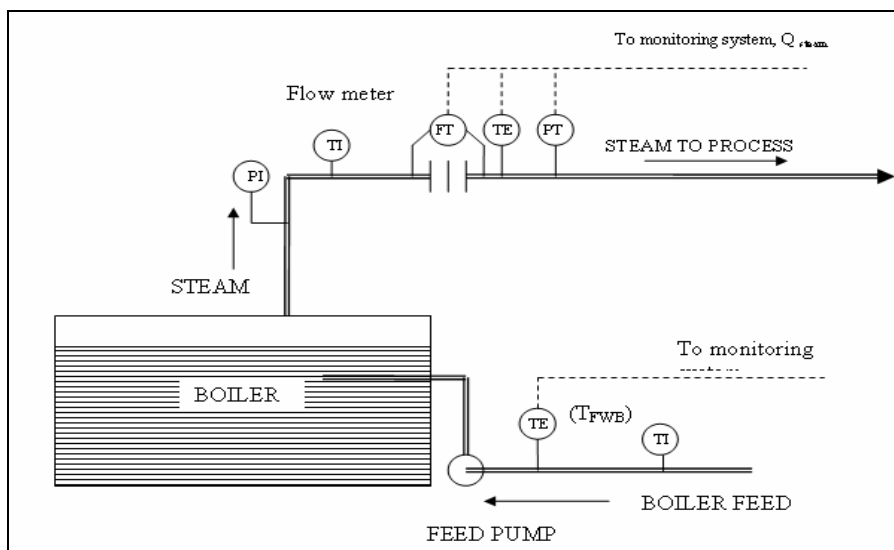 To monitoring system, Q steam
Flow meter
FT
TE
PT
TI
STEAM TO PROCESS
PI
STEAM
To monitoring
BOILER
TE
(TFWB)
TI
BOILER FEED
FEED PUMP